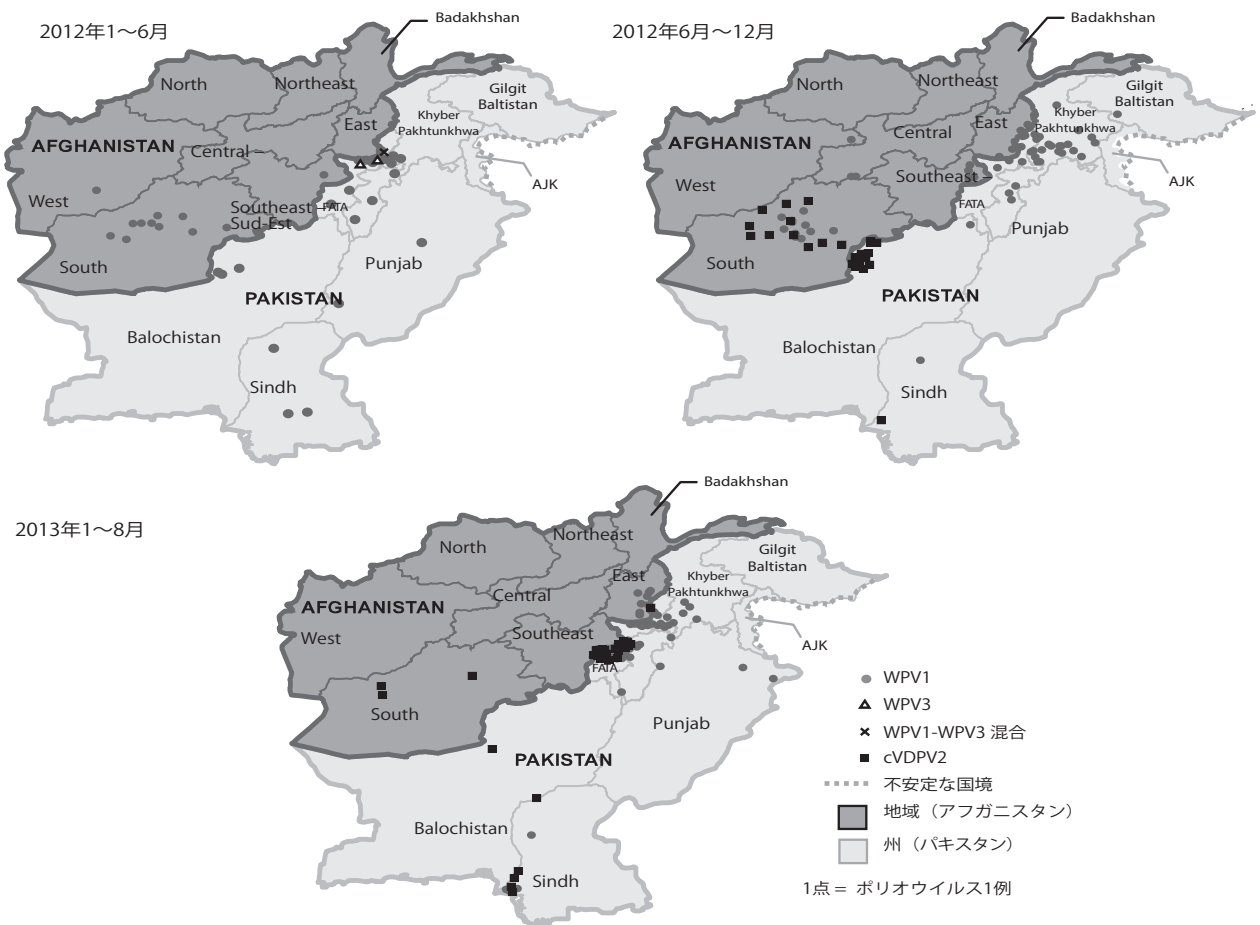 2012年1〜6月
Badakhshan
North
Northeast
Gilgit
Baltistan
Khyber
Pakhtunkhwa
East
AFGHANISTAN
Central
AJK
West
Southeast
FATA
Sud-Est
South
Punjab
PAKISTAN
Balochistan
Sindh
2012年6月〜12月
Badakhshan
North
Northeast
Gilgit
Baltistan
Khyber
Pakhtunkhwa
East
Central
AFGHANISTAN
Southeast
AJK
West
FATA
Punjab
South
PAKISTAN
Balochistan
Sindh
2013年1〜8月
Badakhshan
North
Northeast
Gilgit
Baltistan
East
Khyber
Pakhtunkhwa
Central
AFGHANISTAN
Southeast
West
AJK
FATA
South
Punjab
PAKISTAN
Balochistan
Sindh
WPV1
WPV3
WPV1-WPV3 混合
cVDPV2
不安定な国境
地域（アフガニスタン）
州（パキスタン）
1点 = ポリオウイルス1例